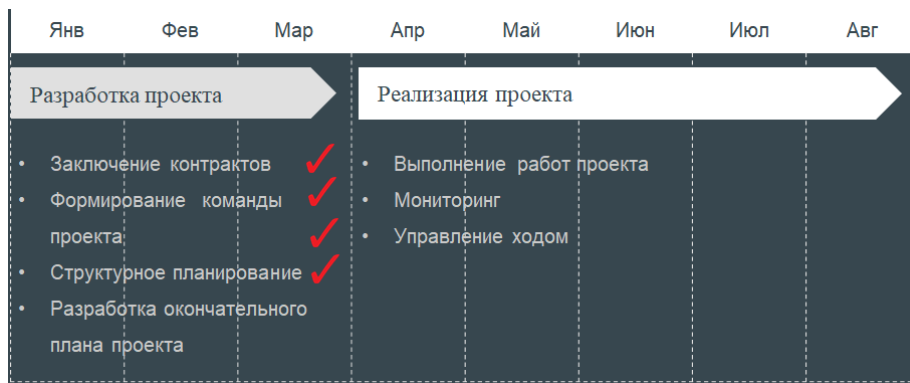 Янв Фев Мар Апр Май Июн Июл Авг
Разработка проекта
Реализация проекта
• Заключение контрактов
• Формирование команды
проекта
• Структурное планирование
• Разработка окончательного
плана проекта
• Выполнение работ проекта
• Мониторинг
• Управление ходом